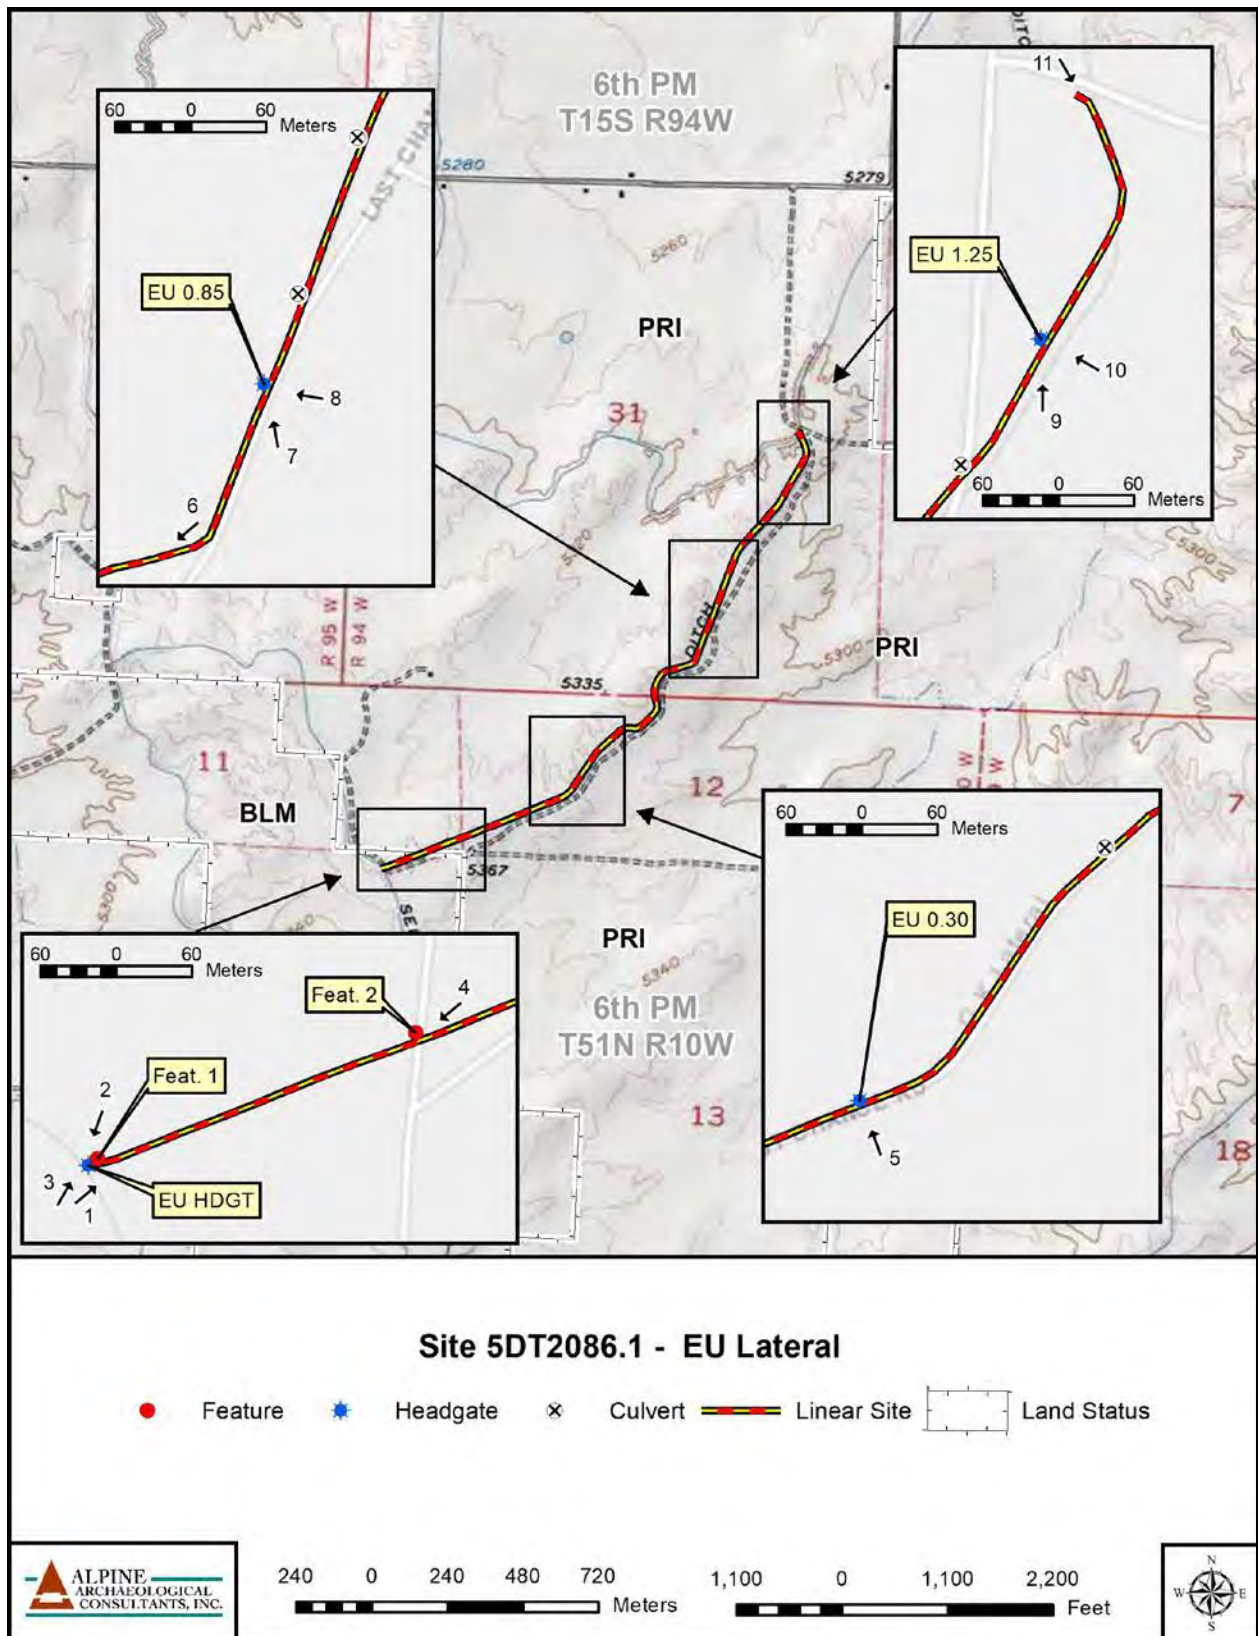 6th PM
T15S R94W
60 0 60
Meters
LAST CHA
EU 0.85
8
7
6
5280
5279
5260
PRI
31
11
EU 1.25
10
9
60 0 60
Meters
5300
DITCH
PRI
5300
R 95 W
R 94 W
5335
11
BLM
12
7
5367
5300
PRI
5340
6th PM
T51N R10W
13
18
60 0 60
Meters
Feat. 2
4
Feat. 1
2
3
1
EU HDGT
60 0 60
Meters
EU 0.30
5
Site 5DT2086.1 - EU Lateral
Feature Headgate Culvert Linear Site Land Status
ALPINE
ARCHAEOLOGICAL
CONSULTANTS, INC.
240 0 240 480 720
Meters
1,100 0 1,100 2,200
Feet
N
W E
S